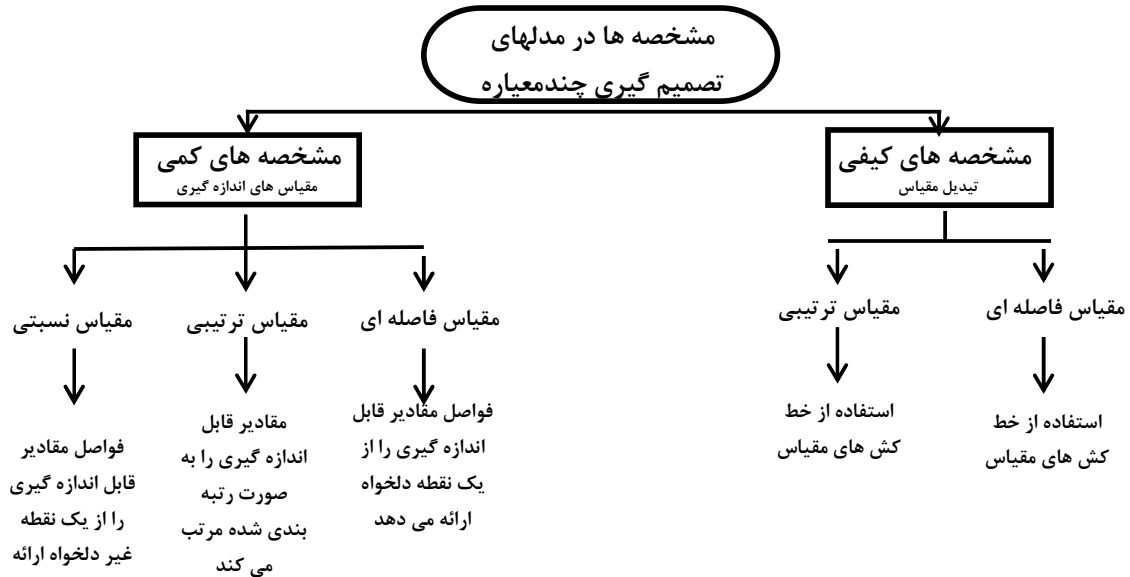 مشخصه ها در مدلهای
تصمیم گیری چندمعیاره
مشخصه های کیفی
تبدیل مقیاس
مشخصه های کمی
مقیاس های اندازه گیری
مقیاس فاصله ای
مقیاس ترتیبی
مقیاس فاصله ای
مقیاس ترتیبی
مقیاس نسبتی
استفاده از خط
کش های مقیاس
استفاده از خط
کش های مقیاس
فواصل مقادیر قابل
اندازه گیری را از
یک نقطه دلخواه
ارائه می دهد
مقادیر قابل
اندازه گیری را به
صورت رتبه
بندی شده مرتب
می کند
فواصل مقادیر
قابل اندازه گیری
را از یک نقطه
غیر دلخواه ارائه